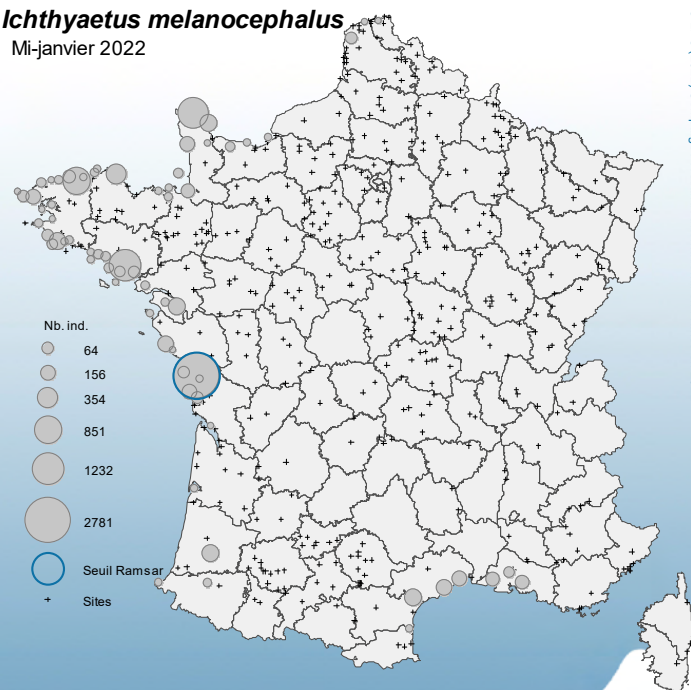 Ichthyaetus melanocephalus
Mi-janvier 2022
Nb. ind.
64
156
354
851
1232
2781
Seuil Ramsar
Sites